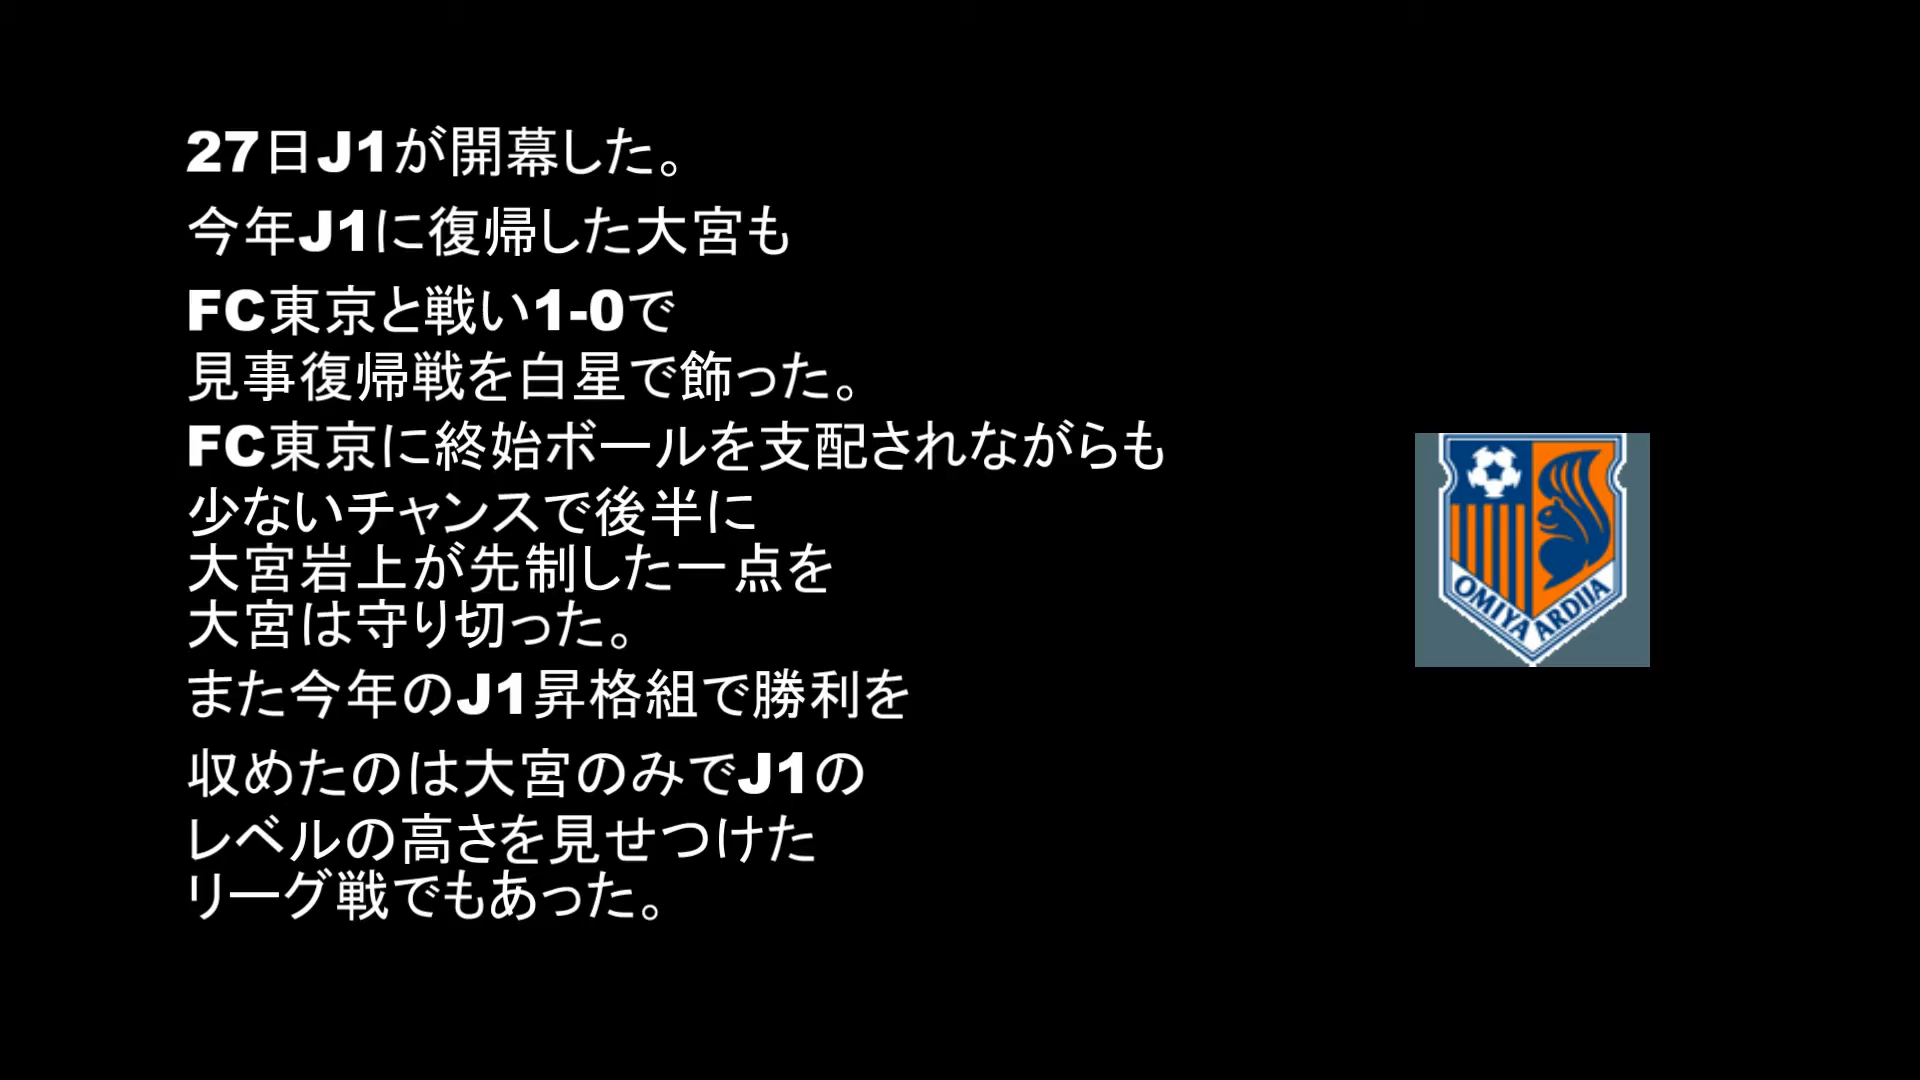 27日J1が開幕した。
今年J1に復帰した大宮も
FC東京と戦い1-0で
見事復帰戦を白星で飾った。
FC東京に終始ボールを支配されながらも
少ないチャンスで後半に
大宮岩上が先制した一点を
大宮は守り切った。
また今年のJ1昇格組で勝利を
収めたのは大宮のみでJ1の
レベルの高さを見せつけた
リーグ戦でもあった。
OMIYA ARDIJA